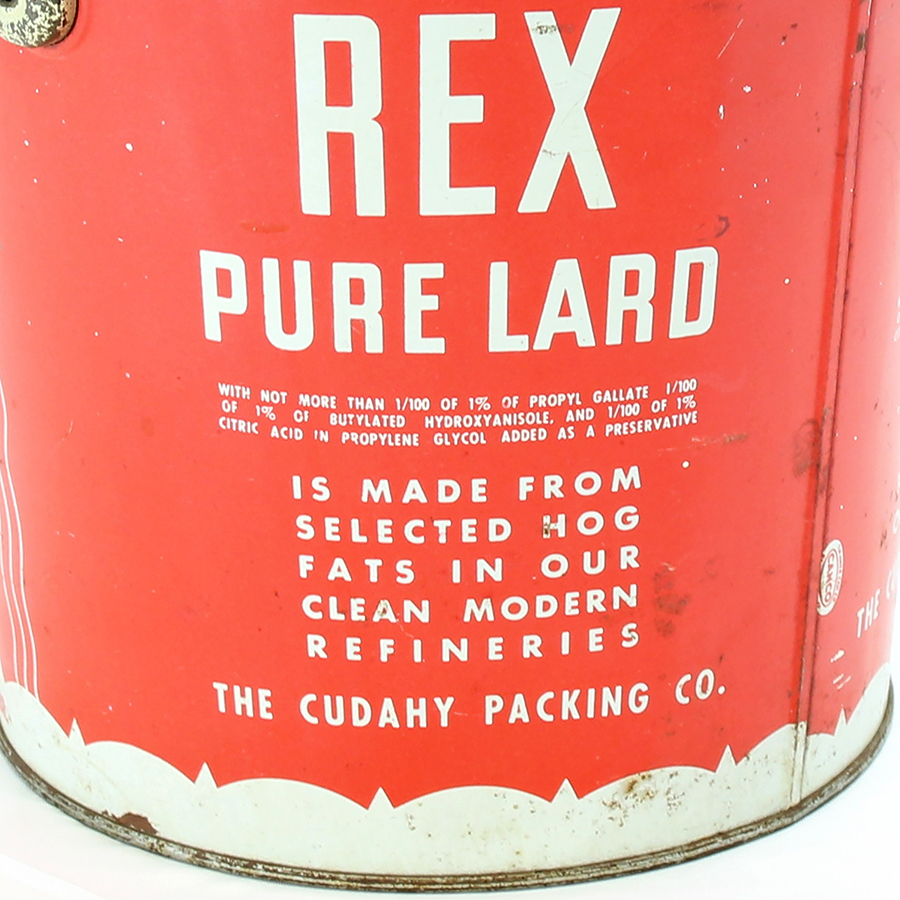 REX
PURE LARD
WITH NOT MORE THAN 1/100 OF 1% OF PROPYL GALLATE 1/100
OF 1% OF BUTYLATED HYDROXYANISOLE, AND 1/100 OF 1%
CITRIC ACID IN PROPYLENE GLYCOL ADDED AS A PRESERVATIVE
IS MADE FROM
SELECTED HOG
FATS IN OUR
CLEAN MODERN
REFINERIES
THE CUDAHY PACKING CO.
CANCO
THE